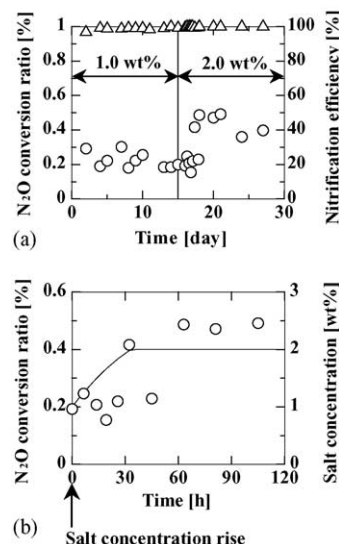 N2O conversion ratio [%]
1
0.8
0.6
0.4
0.2
0
1.0 wt%
2.0 wt%
100
80
60
40
20
0
Nitrification efficiency [%]
0
10
20
30
Time [day]
(a)
N2O conversion ratio [%]
0.6
0.4
0.2
0
3
2
1
0
Salt concentration [wt%]
0
30
60
90
120
Time [h]
(b)
Salt concentration rise